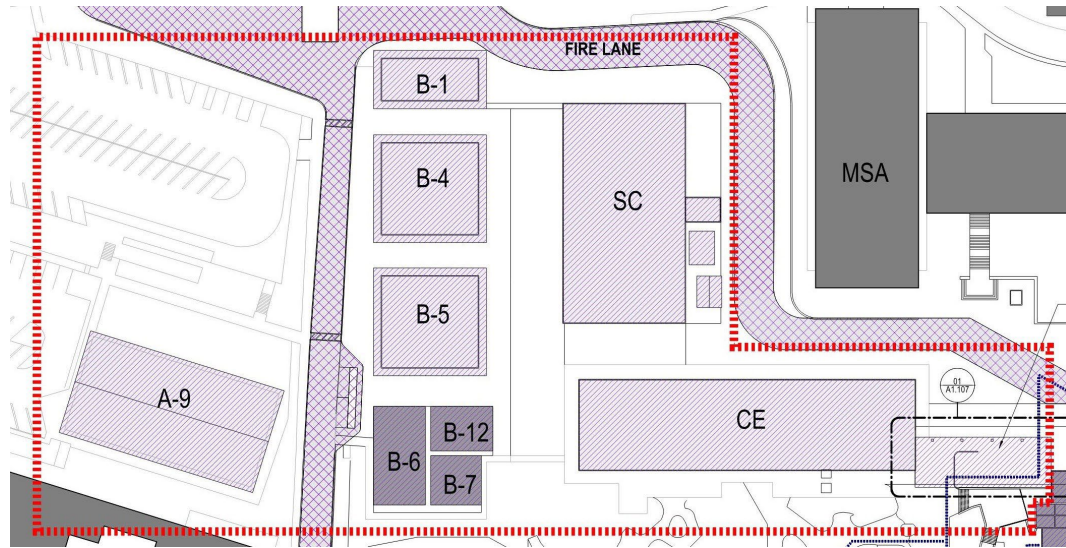 FIRE LANE
B-1
B-4
SC
MSA
B-5
A-9
01
A1.107
CE
B-12
B-6
B-7